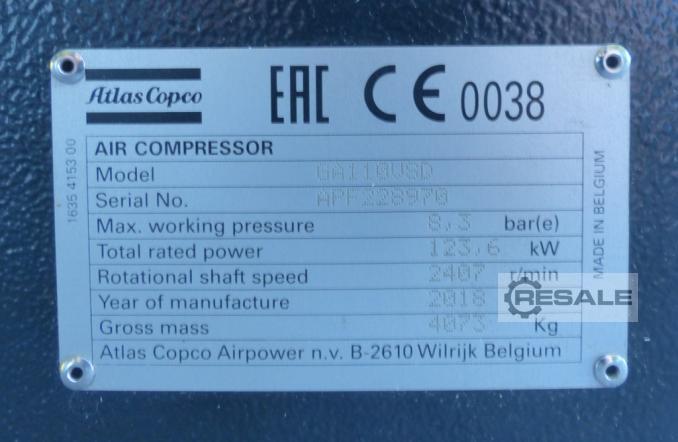 Atlas Copco
EAC CE 0038
AIR COMPRESSOR
Model GA110VSD
Serial No. APF228970
Max. working pressure 8,3 bar(e)
Total rated power 123,6 kW
Rotational shaft speed 2407 r/min
Year of manufacture 2018
Gross mass 4073 Kg
Atlas Copco Airpower n.v. B-2610 Wilrijk Belgium
1635 4153 00
MADE IN BELGIUM
RESALE